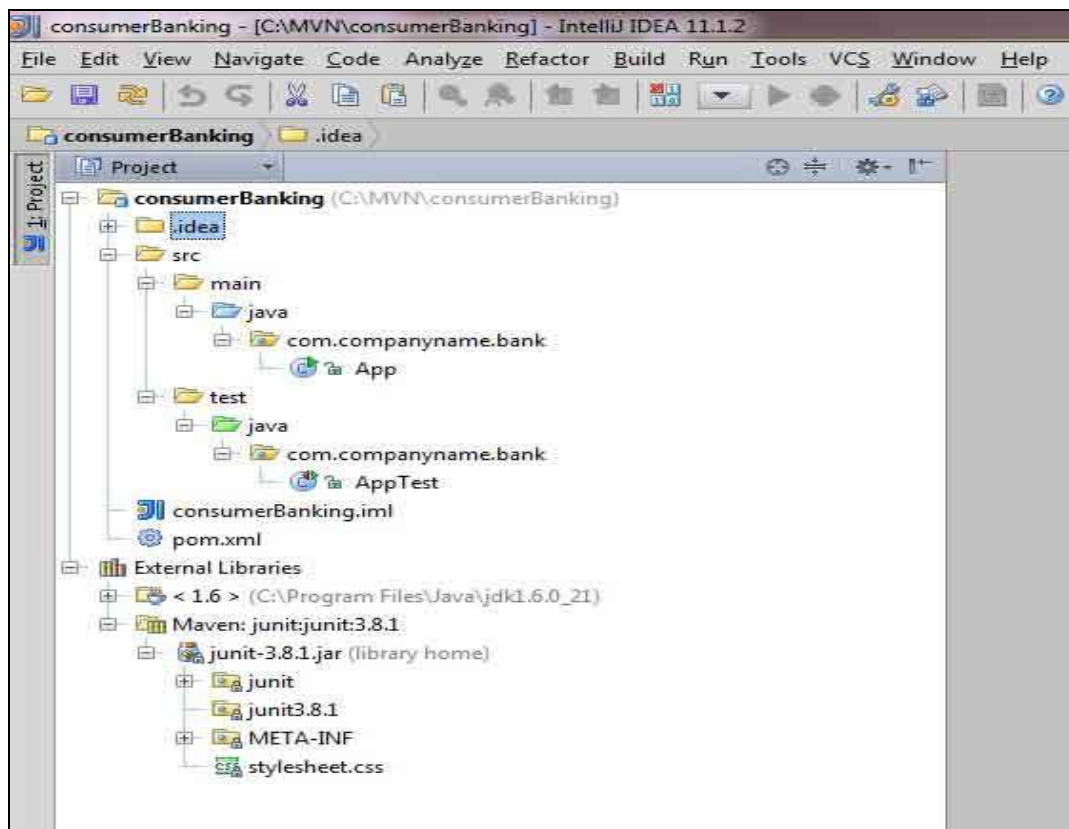 consumerBanking - [C:\MVN\consumerBanking] - IntelliJ IDEA 11.1.2
File Edit View Navigate Code Analyze Refactor Build Run Tools VCS Window Help
consumerBanking .idea
1: Project
Project
consumerBanking (C:\MVN\consumerBanking)
.idea
src
main
java
com.companyname.bank
App
test
java
com.companyname.bank
AppTest
consumerBanking.iml
pom.xml
External Libraries
< 1.6 > (C:\Program Files\Java\jdk1.6.0_21)
Maven: junit:junit:3.8.1
junit-3.8.1.jar (library home)
junit
junit3.8.1
META-INF
stylesheet.css